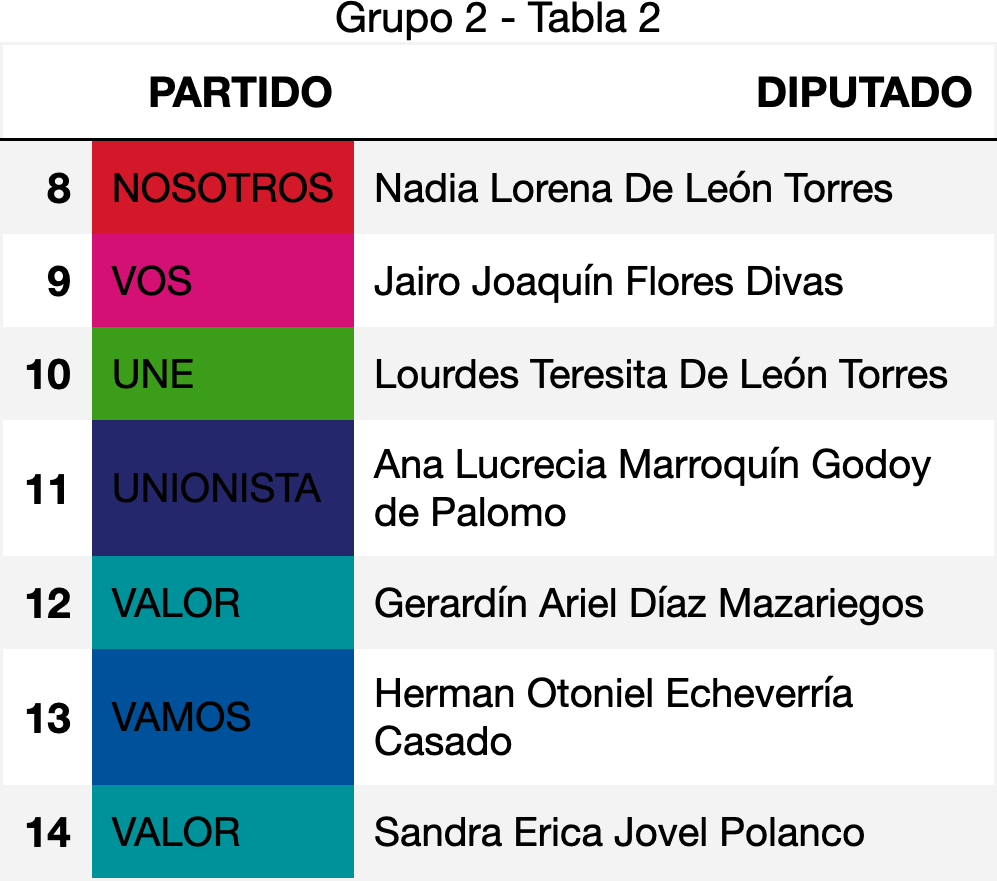 Grupo 2 - Tabla 2
PARTIDO DIPUTADO
8 NOSOTROS Nadia Lorena De León Torres
9 VOS Jairo Joaquín Flores Divas
10 UNE Lourdes Teresita De León Torres
11 UNIONISTA Ana Lucrecia Marroquín Godoy
de Palomo
12 VALOR Gerardín Ariel Díaz Mazariegos
13 VAMOS Herman Otoniel Echeverría
Casado
14 VALOR Sandra Erica Jovel Polanco